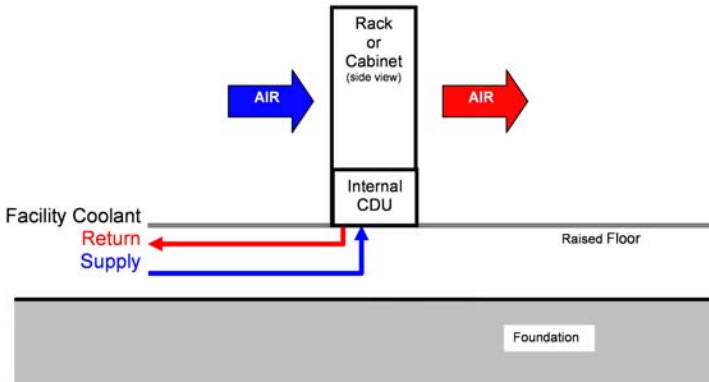 Rack
or
Cabinet
(side view)
AIR
AIR
Internal
CDU
Facility Coolant
Return
Supply
Raised Floor
Foundation